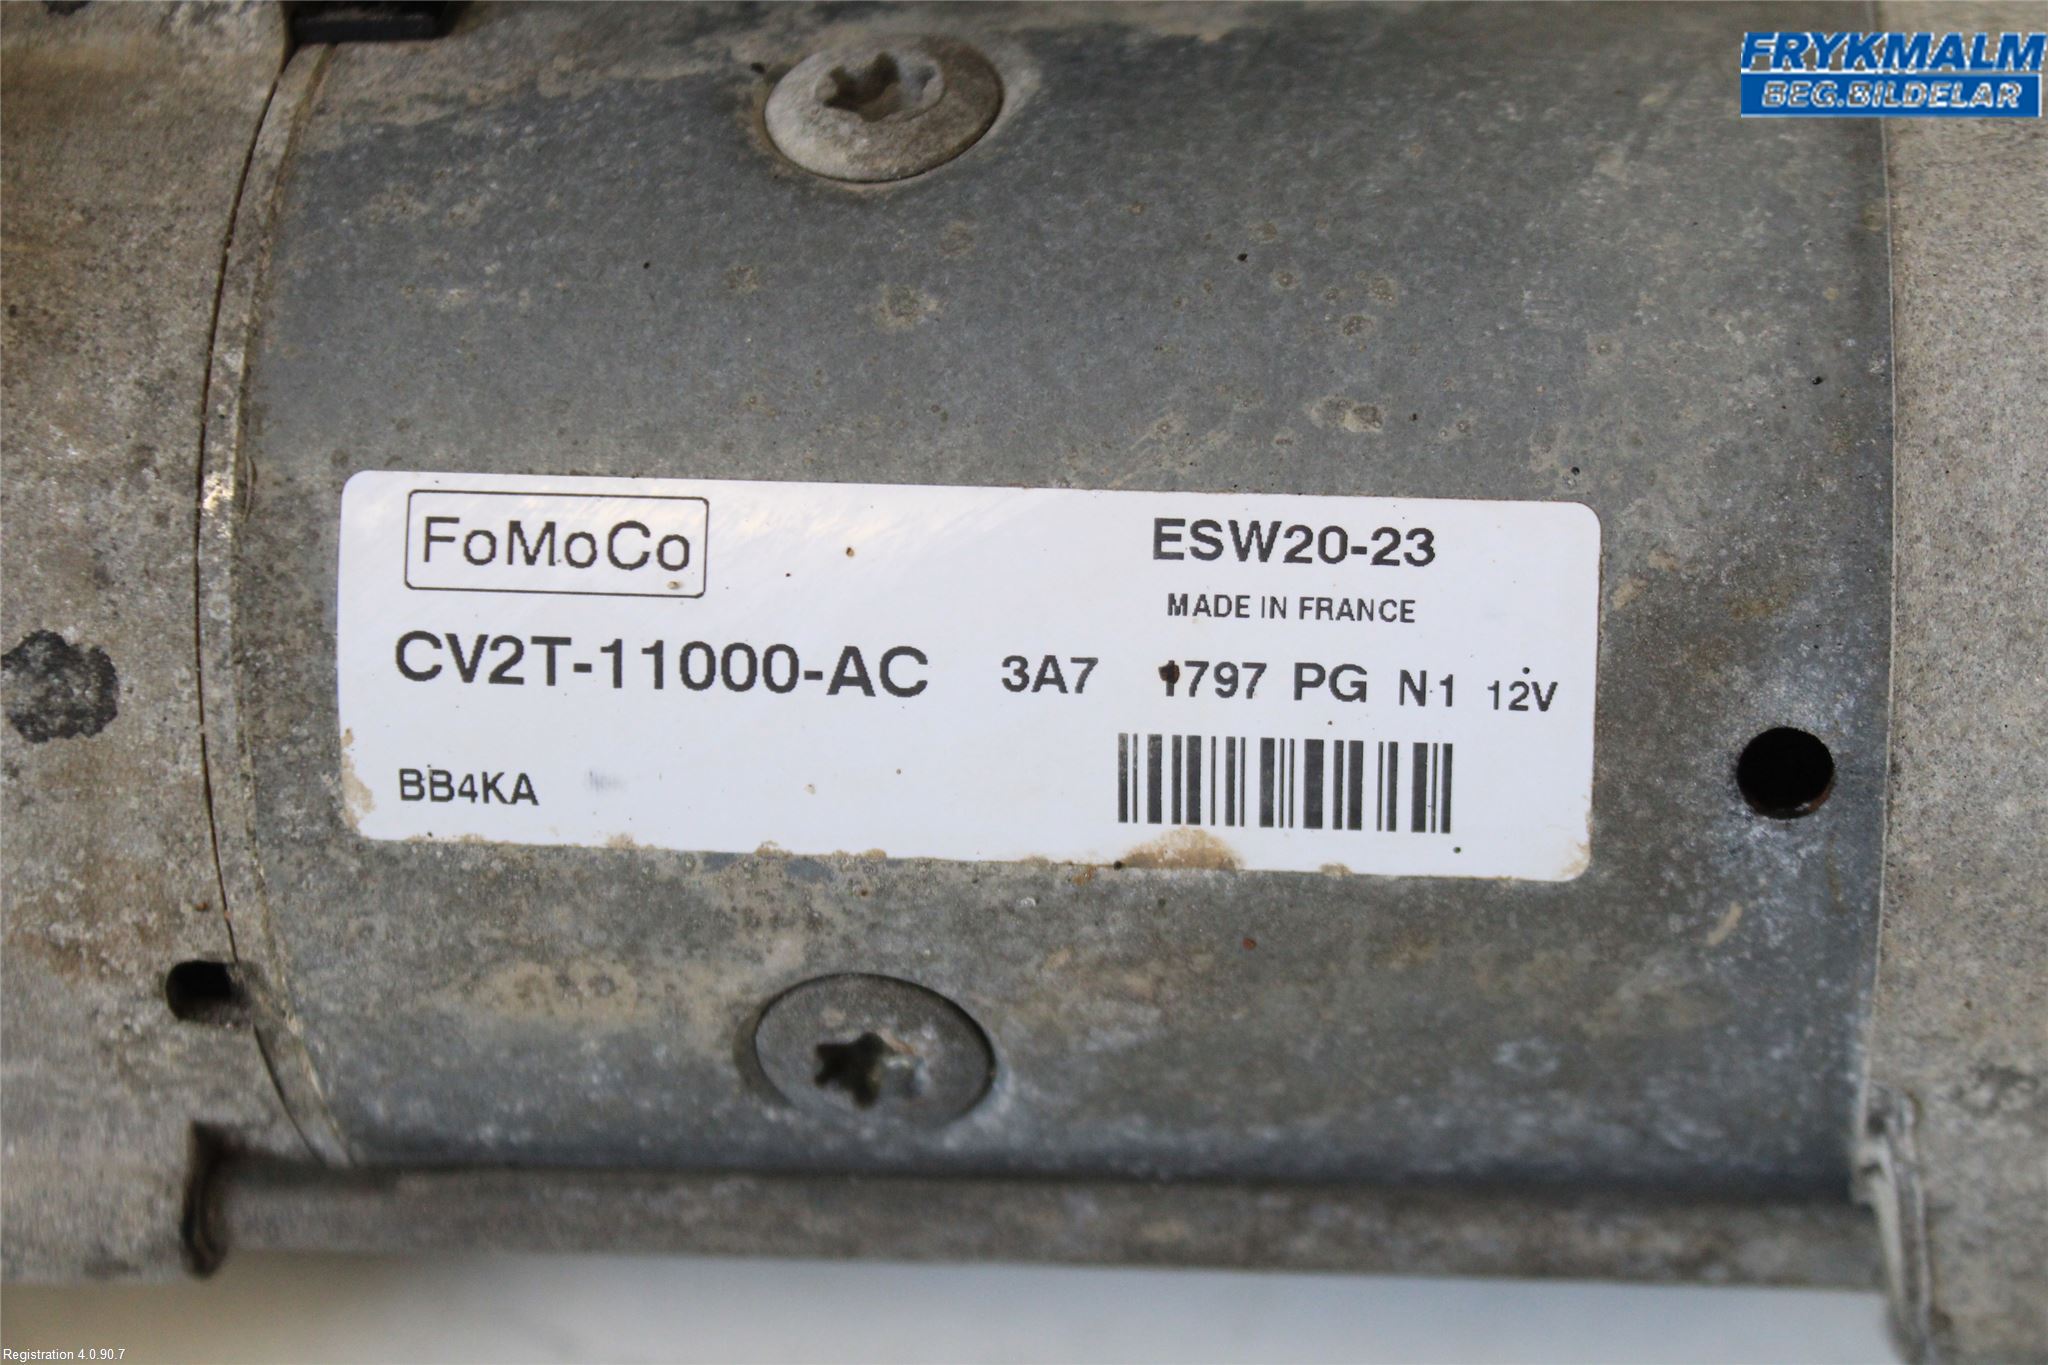 FRYKMALM
BEG.BILDELAR
FoMoCo
ESW20-23
MADE IN FRANCE
CV2T-11000-AC 3A7 1797 PG N1 12V
BB4KA
Registration 4.0.90.7